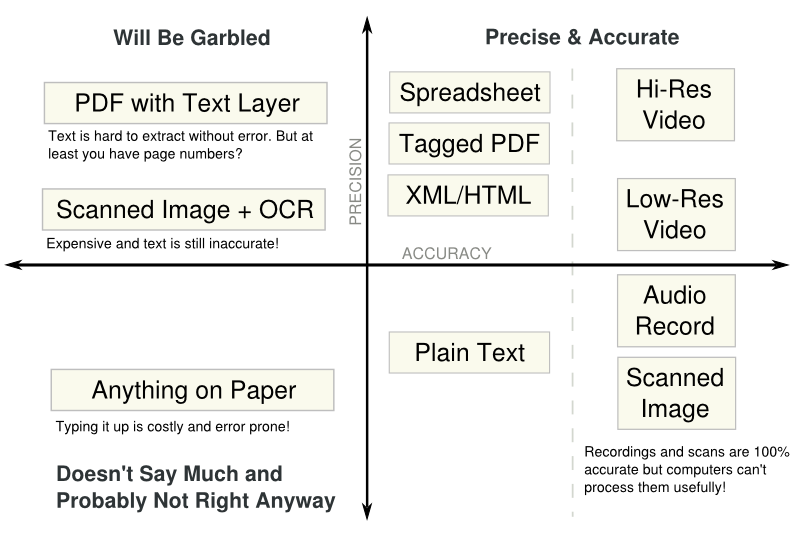 Will Be Garbled
Precise & Accurate
PDF with Text Layer
Text is hard to extract without error. But at
least you have page numbers?
Scanned Image + OCR
Expensive and text is still inaccurate!
PRECISION
Spreadsheet
Tagged PDF
XML/HTML
Hi-Res
Video
Low-Res
Video
ACCURACY
Anything on Paper
Typing it up is costly and error prone!
Doesn't Say Much and
Probably Not Right Anyway
Plain Text
Audio
Record
Scanned
Image
Recordings and scans are 100%
accurate but computers can't
process them usefully!